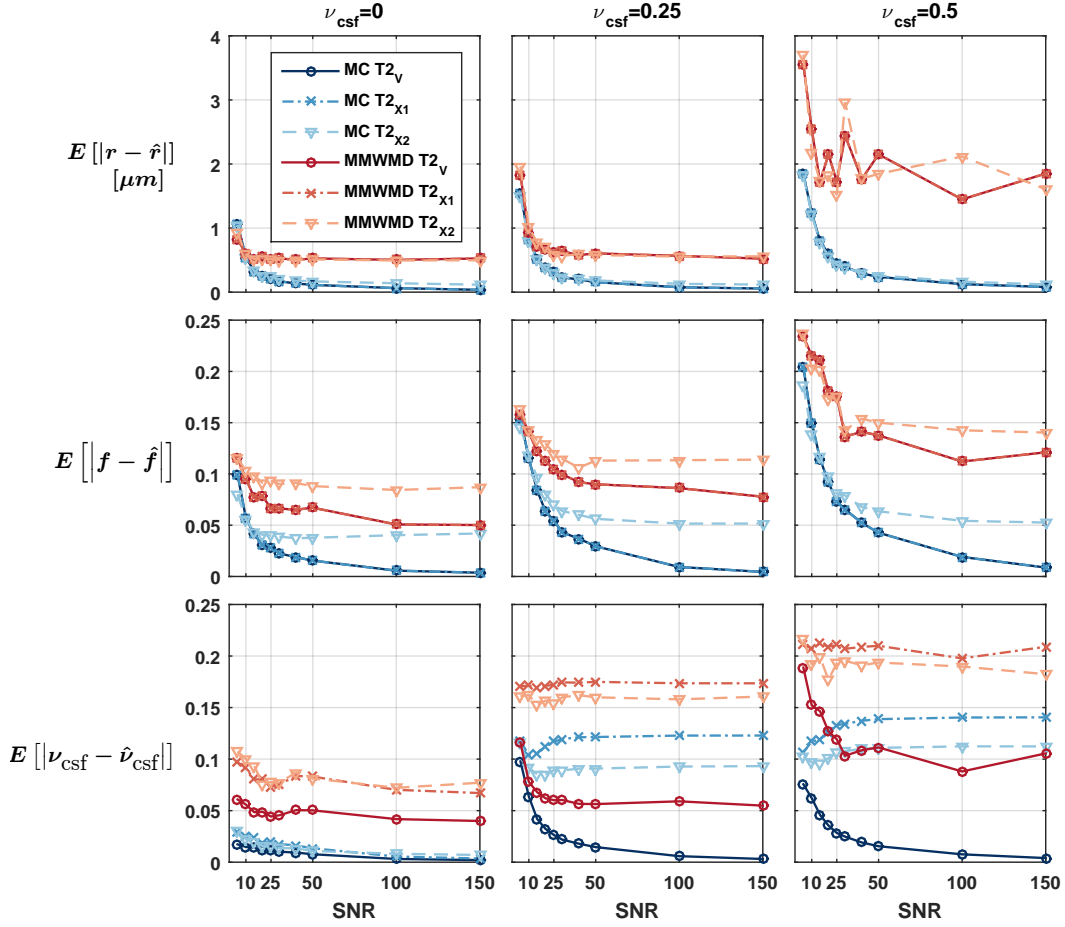 ν_csf=0 ν_csf=0.25 ν_csf=0.5
4
3
2
1
0
E [|r − r̂|]
[μm]
MC T2_V
MC T2_X1
MC T2_X2
MMWMD T2_V
MMWMD T2_X1
MMWMD T2_X2
0.25
0.2
0.15
0.1
0.05
0
E [|f − f̂|]
0.25
0.2
0.15
0.1
0.05
0
E [|ν_csf − ν̂_csf|]
10 25 50 100 150 10 25 50 100 150 10 25 50 100 150
SNR SNR SNR